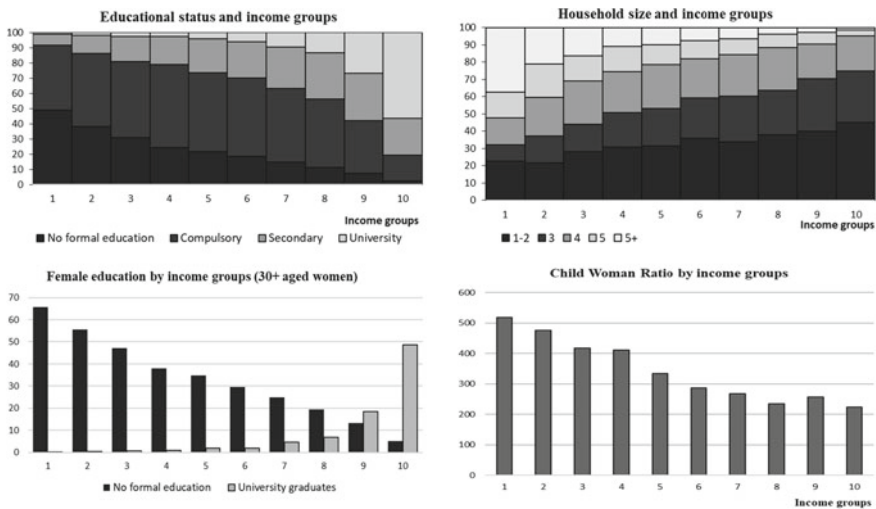 Educational status and income groups
100
90
80
70
60
50
40
30
20
10
0
1 2 3 4 5 6 7 8 9 10
Income groups
No formal education Compulsory Secondary University
Household size and income groups
100
90
80
70
60
50
40
30
20
10
0
1 2 3 4 5 6 7 8 9 10
Income groups
1-2 3 4 5 5+
Female education by income groups (30+ aged women)
70
60
50
40
30
20
10
0
1 2 3 4 5 6 7 8 9 10
No formal education University graduates
Child Woman Ratio by income groups
600
500
400
300
200
100
0
1 2 3 4 5 6 7 8 9 10
Income groups